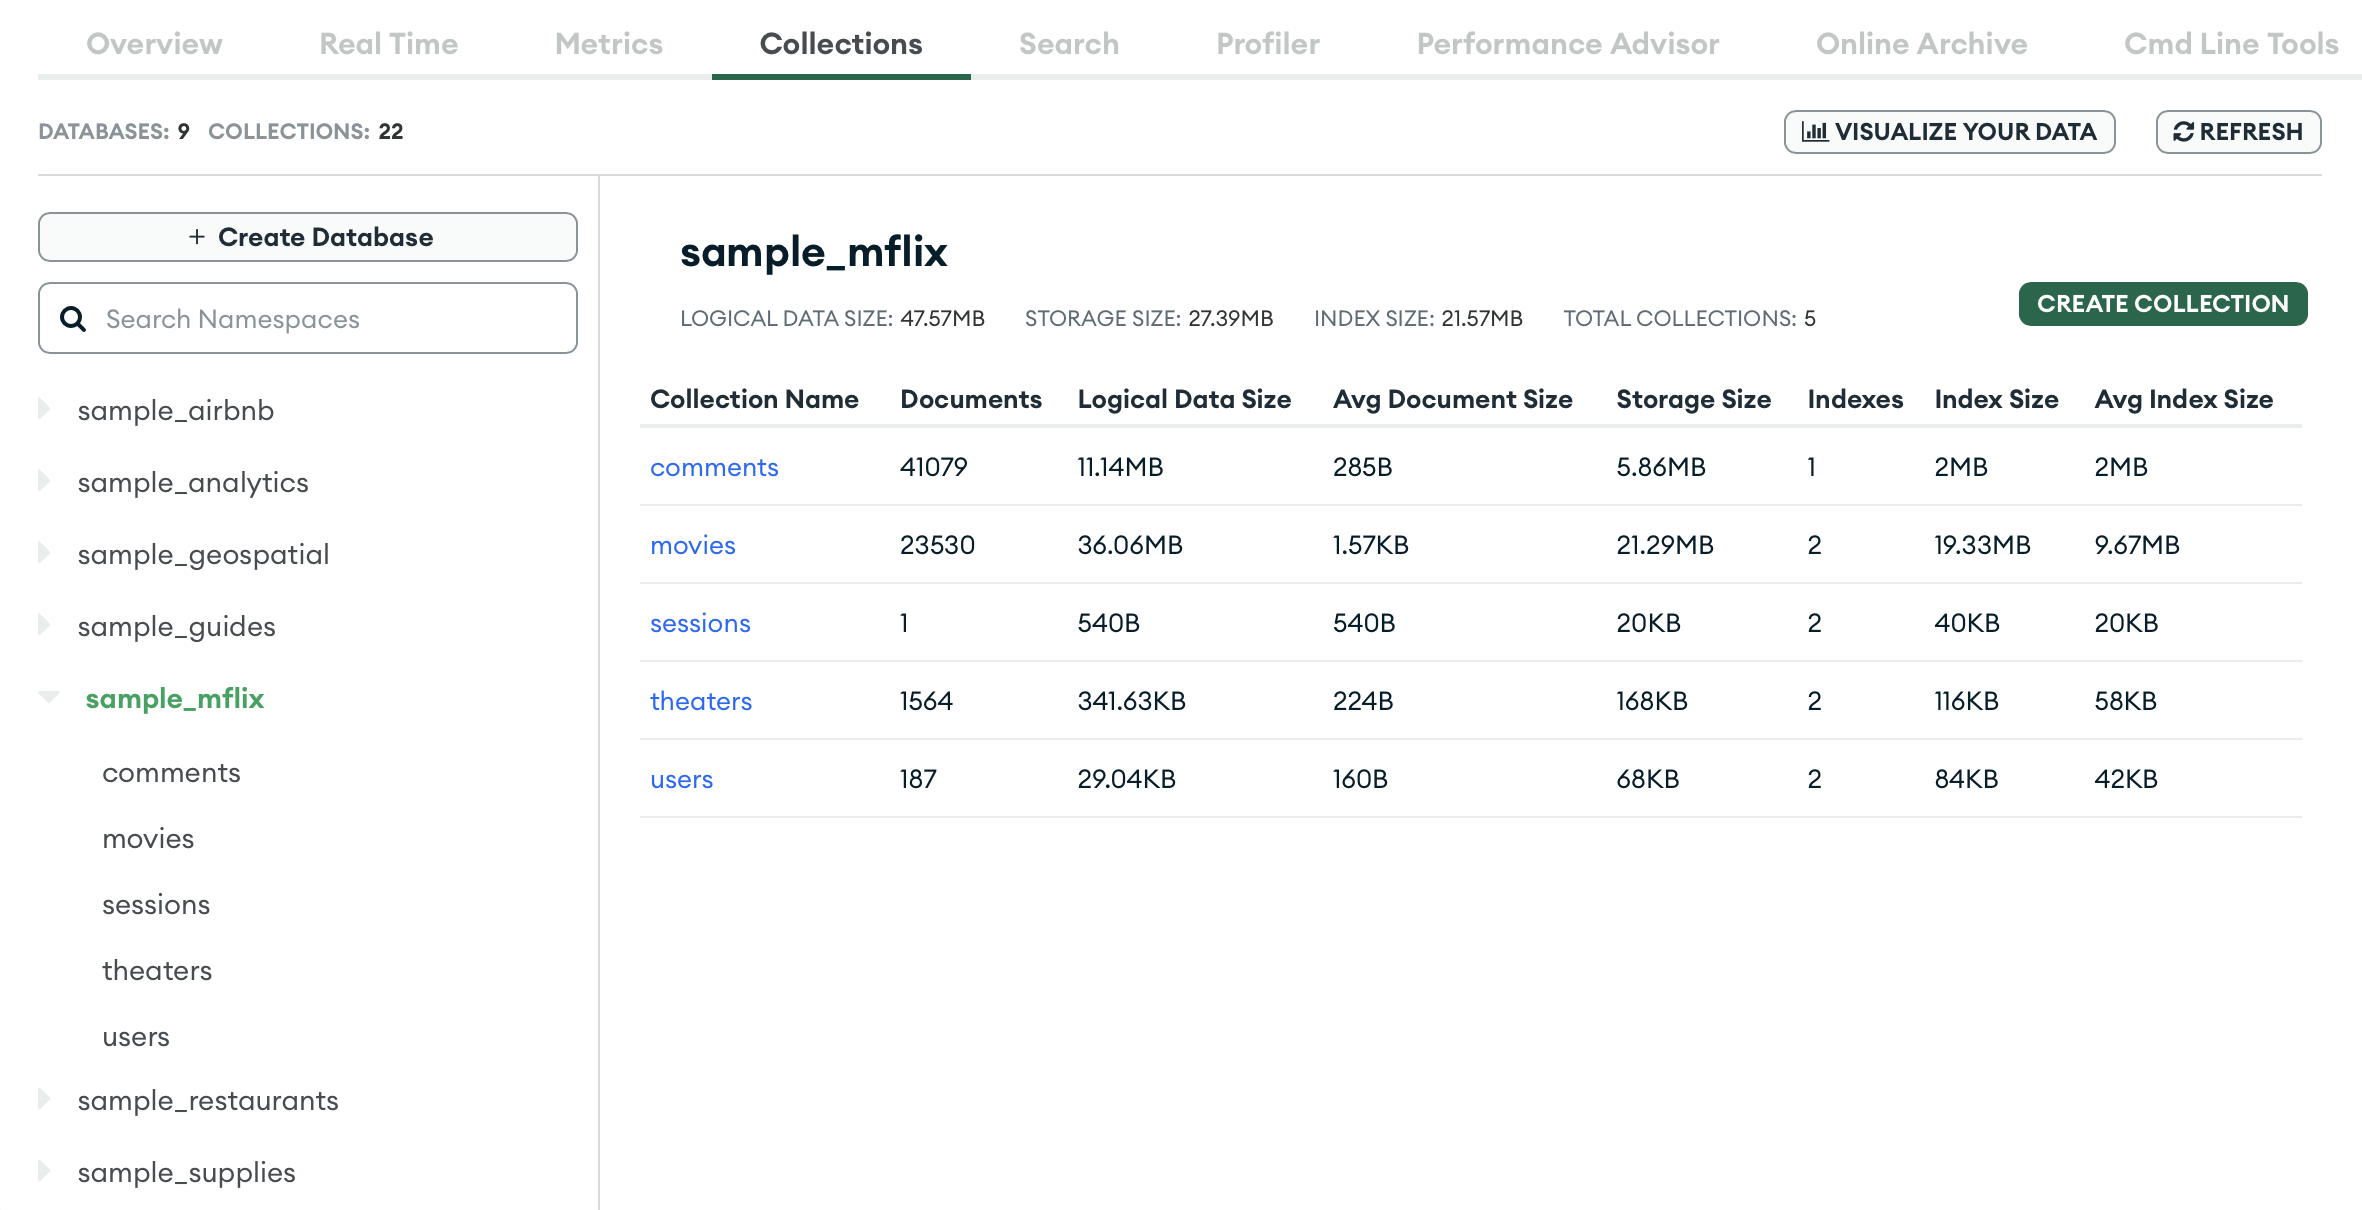 Overview Real Time Metrics Collections Search Profiler Performance Advisor Online Archive Cmd Line Tools
DATABASES: 9 COLLECTIONS: 22
VISUALIZE YOUR DATA REFRESH
+ Create Database
Search Namespaces
sample_airbnb
sample_analytics
sample_geospatial
sample_guides
sample_mflix
comments
movies
sessions
theaters
users
sample_restaurants
sample_supplies
sample_mflix
LOGICAL DATA SIZE: 47.57MB STORAGE SIZE: 27.39MB INDEX SIZE: 21.57MB TOTAL COLLECTIONS: 5
CREATE COLLECTION
Collection Name Documents Logical Data Size Avg Document Size Storage Size Indexes Index Size Avg Index Size
comments 41079 11.14MB 285B 5.86MB 1 2MB 2MB
movies 23530 36.06MB 1.57KB 21.29MB 2 19.33MB 9.67MB
sessions 1 540B 540B 20KB 2 40KB 20KB
theaters 1564 341.63KB 224B 168KB 2 116KB 58KB
users 187 29.04KB 160B 68KB 2 84KB 42KB